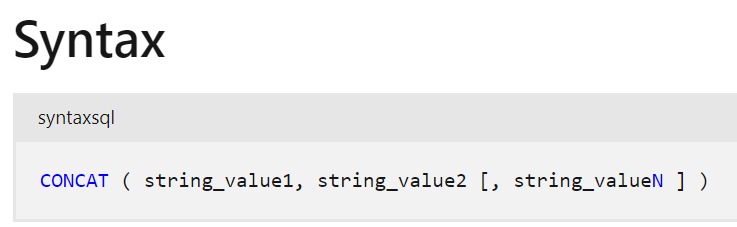 Syntax
syntaxsql
CONCAT ( string_value1, string_value2 [, string_valueN ] )